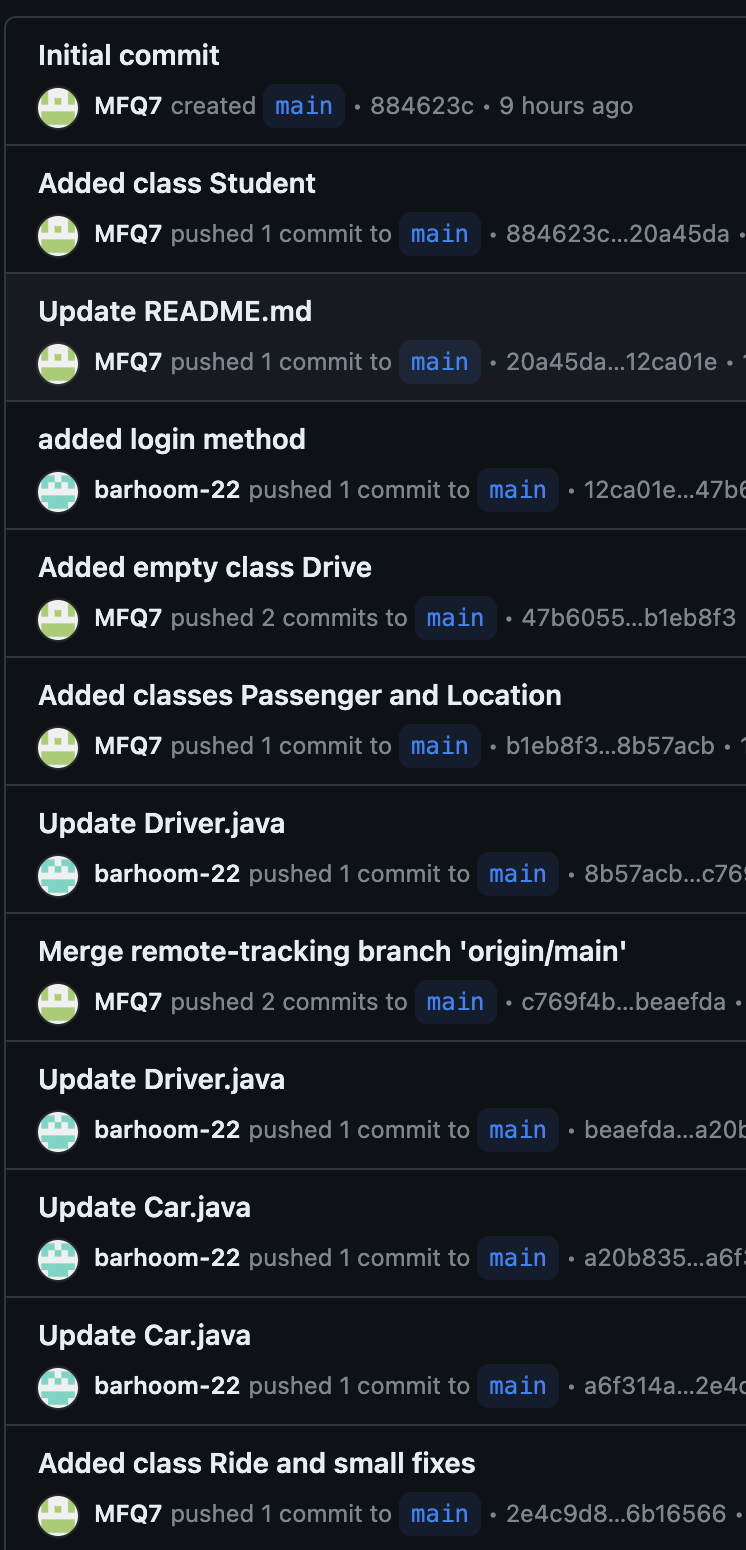 Initial commit
MFQ7 created main • 884623c • 9 hours ago
Added class Student
MFQ7 pushed 1 commit to main • 884623c...20a45da •
Update README.md
MFQ7 pushed 1 commit to main • 20a45da...12ca01e •
added login method
barhoom-22 pushed 1 commit to main • 12ca01e...47b6
Added empty class Drive
MFQ7 pushed 2 commits to main • 47b6055...b1eb8f3
Added classes Passenger and Location
MFQ7 pushed 1 commit to main • b1eb8f3...8b57acb •
Update Driver.java
barhoom-22 pushed 1 commit to main • 8b57acb...c769
Merge remote-tracking branch 'origin/main'
MFQ7 pushed 2 commits to main • c769f4b...beaefda •
Update Driver.java
barhoom-22 pushed 1 commit to main • beaefda...a20b
Update Car.java
barhoom-22 pushed 1 commit to main • a20b835...a6f3
Update Car.java
barhoom-22 pushed 1 commit to main • a6f314a...2e4c
Added class Ride and small fixes
MFQ7 pushed 1 commit to main • 2e4c9d8...6b16566 •